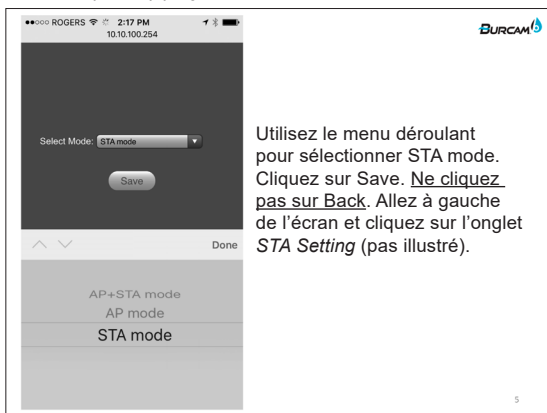 ROGERS 2:17 PM
10.10.100.254
BURCAM
Select Mode: STA mode
Save
Done
AP+STA mode
AP mode
STA mode
Utilisez le menu déroulant
pour sélectionner STA mode.
Cliquez sur Save. Ne cliquez
pas sur Back. Allez à gauche
de l’écran et cliquez sur l’onglet
STA Setting (pas illustré).
5